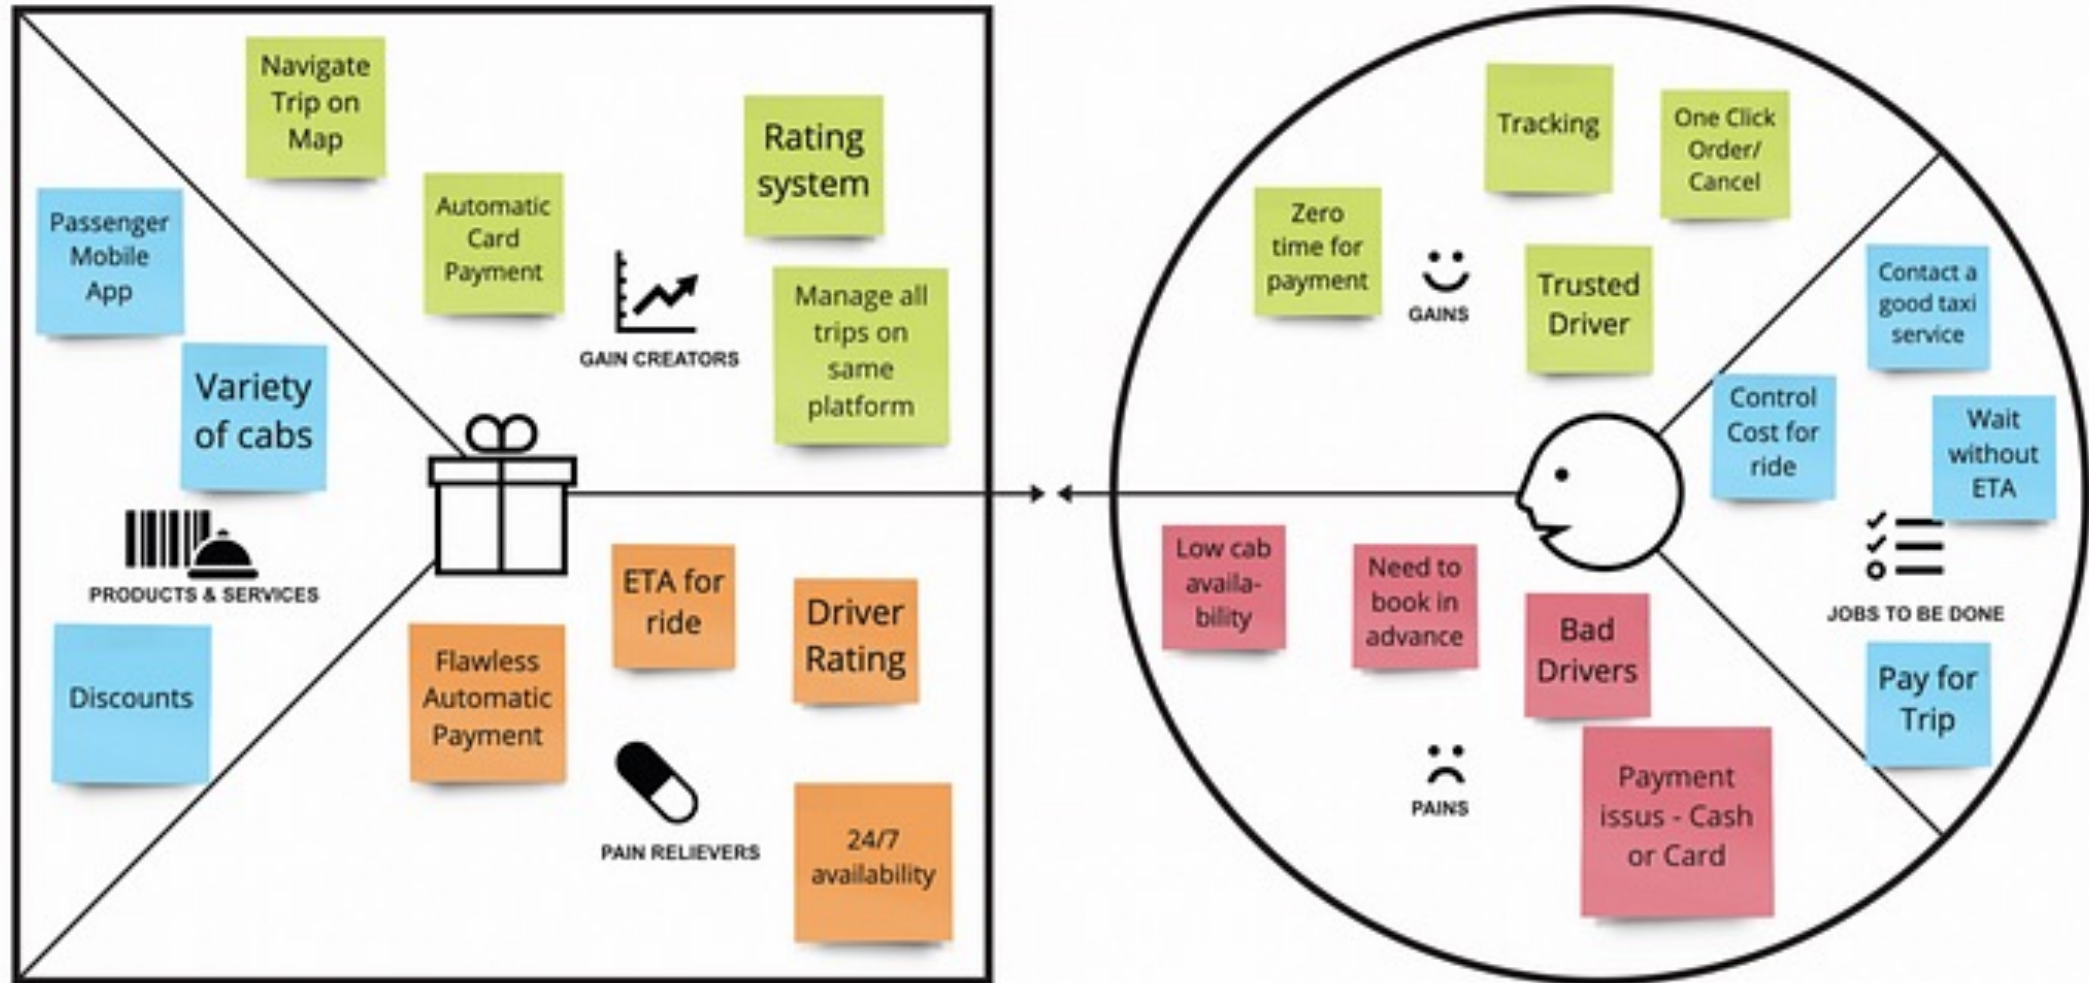 Navigate
Trip on
Map
Rating
system
Passenger
Mobile
App
Automatic
Card
Payment
Manage all
trips on
same
platform
GAIN CREATORS
Variety
of cabs
PRODUCTS & SERVICES
Discounts
ETA for
ride
Driver
Rating
Flawless
Automatic
Payment
PAIN RELIEVERS
24/7
availability
Tracking
One Click
Order/
Cancel
Zero
time for
payment
GAINS
Trusted
Driver
Contact a
good taxi
service
Control
Cost for
ride
Wait
without
ETA
JOBS TO BE DONE
Pay for
Trip
Low cab
availa-
bility
Need to
book in
advance
Bad
Drivers
PAINS
Payment
issus - Cash
or Card